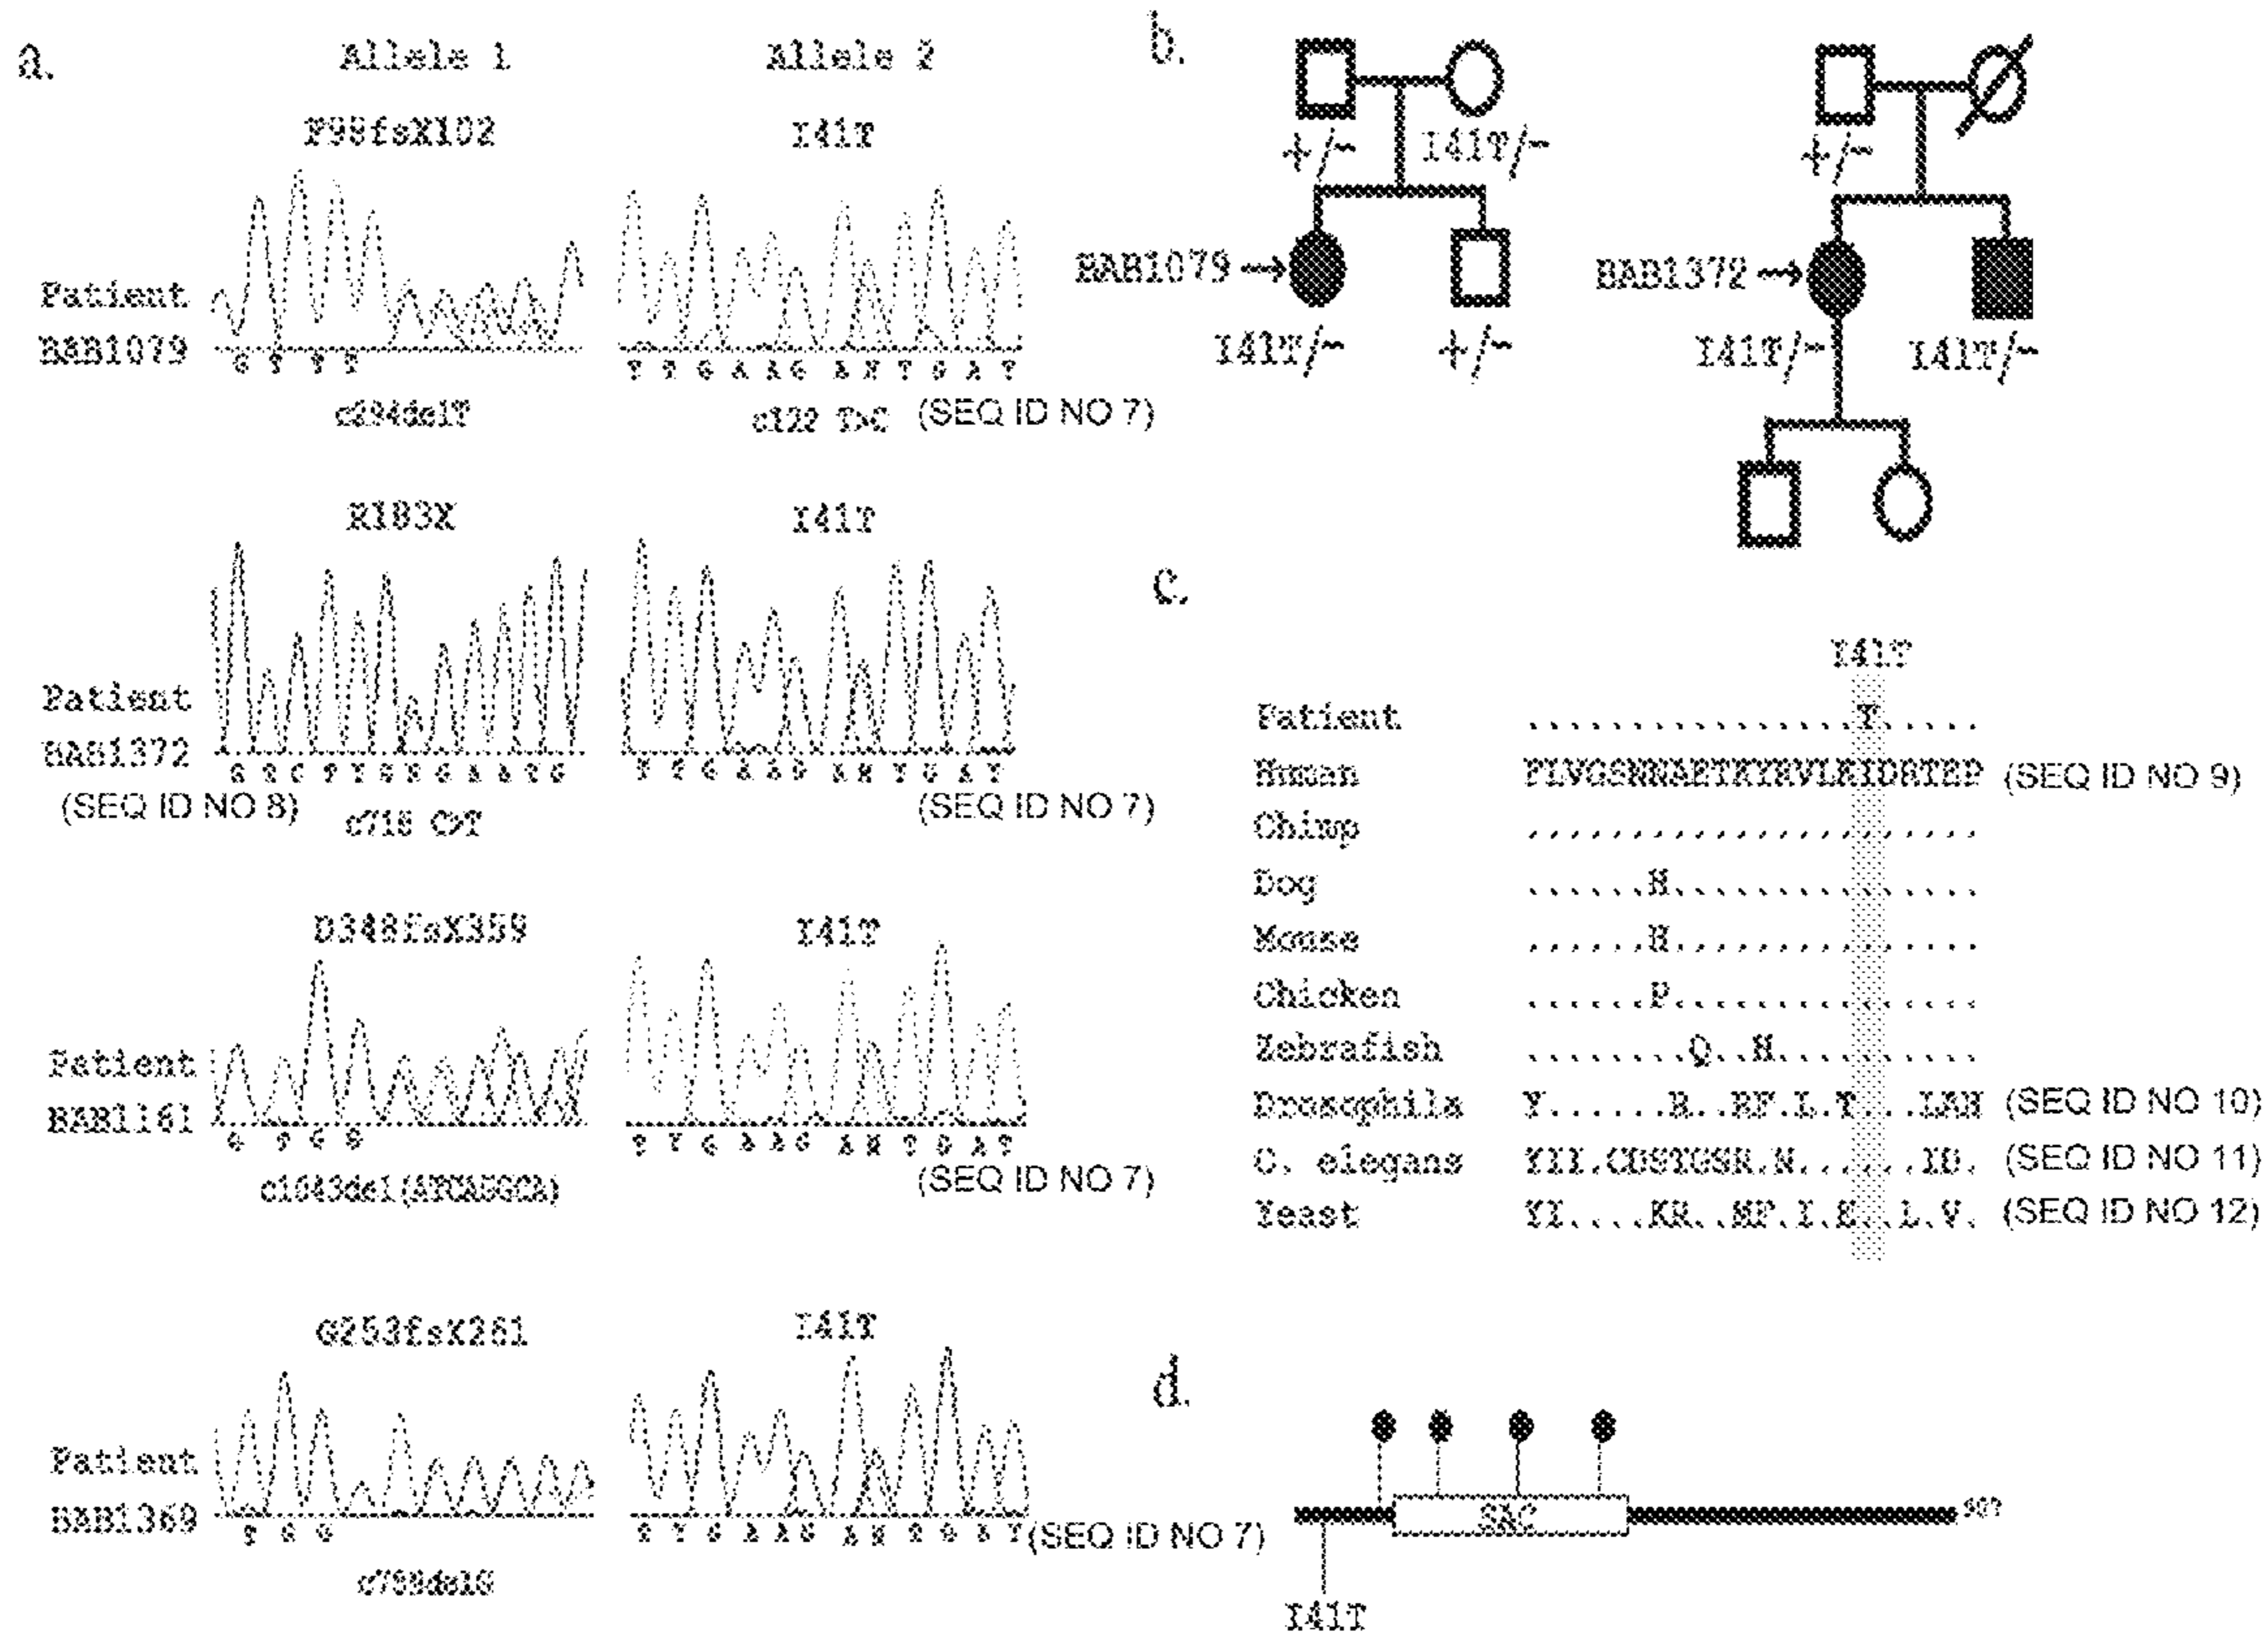 a.
Allele 1 Allele 2
F98fsX102 I41T
Patient
BAB1079
G T T T
T T G A A G A N T G A T
c294delT
c122 T>C (SEQ ID NO 7)
R183X I41T
Patient
BAB1372
(SEQ ID NO 8)
T T G A A G A N T G A T
C>T
(SEQ ID NO 7)
D348fsX359 I41T
Patient
BAB1161
T T G A A G A N T G A T
(SEQ ID NO 7)
G253fsX261 I41T
Patient
BAB1369
T G G
T T G A A G A N T G A T
(SEQ ID NO 7)
b.
+/- I41T/-
BAB1079
I41T/- +/-
+/-
BAB1372
I41T/- I41T/-
c.
I41T
Patient ................T.....
Human (SEQ ID NO 9)
Chimp ......................
Dog ......H...............
Mouse ......H...............
Chicken ......P...............
Zebrafish ........Q..H..........
Drosophila (SEQ ID NO 10)
C. elegans (SEQ ID NO 11)
Yeast (SEQ ID NO 12)
d.
SAC
907
I41T